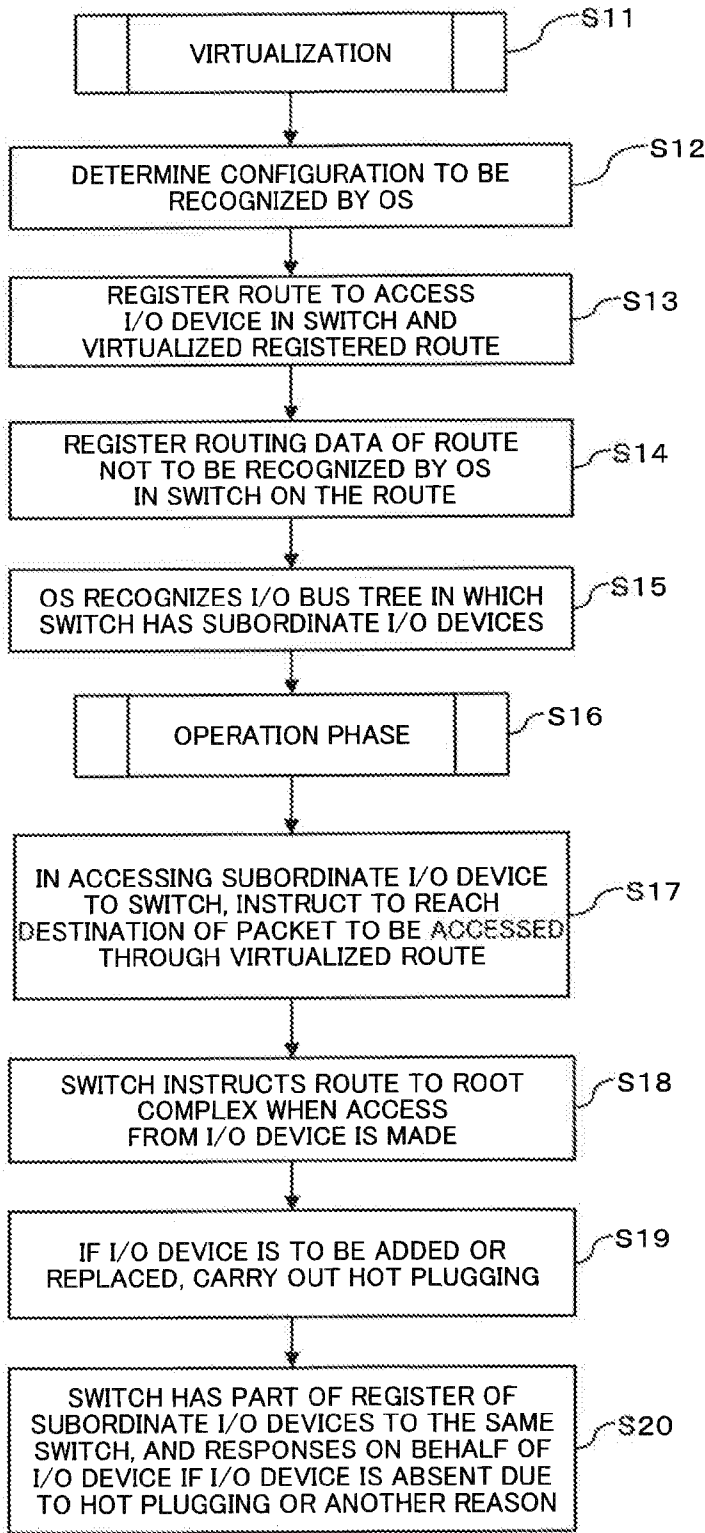 S11
VIRTUALIZATION
S12
DETERMINE CONFIGURATION TO BE
RECOGNIZED BY OS
S13
REGISTER ROUTE TO ACCESS
I/O DEVICE IN SWITCH AND
VIRTUALIZED REGISTERED ROUTE
S14
REGISTER ROUTING DATA OF ROUTE
NOT TO BE RECOGNIZED BY OS
IN SWITCH ON THE ROUTE
S15
OS RECOGNIZES I/O BUS TREE IN WHICH
SWITCH HAS SUBORDINATE I/O DEVICES
S16
OPERATION PHASE
S17
IN ACCESSING SUBORDINATE I/O DEVICE
TO SWITCH, INSTRUCT TO REACH
DESTINATION OF PACKET TO BE ACCESSED
THROUGH VIRTUALIZED ROUTE
S18
SWITCH INSTRUCTS ROUTE TO ROOT
COMPLEX WHEN ACCESS
FROM I/O DEVICE IS MADE
S19
IF I/O DEVICE IS TO BE ADDED OR
REPLACED, CARRY OUT HOT PLUGGING
S20
SWITCH HAS PART OF REGISTER OF
SUBORDINATE I/O DEVICES TO THE SAME
SWITCH, AND RESPONSES ON BEHALF OF
I/O DEVICE IF I/O DEVICE IS ABSENT DUE
TO HOT PLUGGING OR ANOTHER REASON